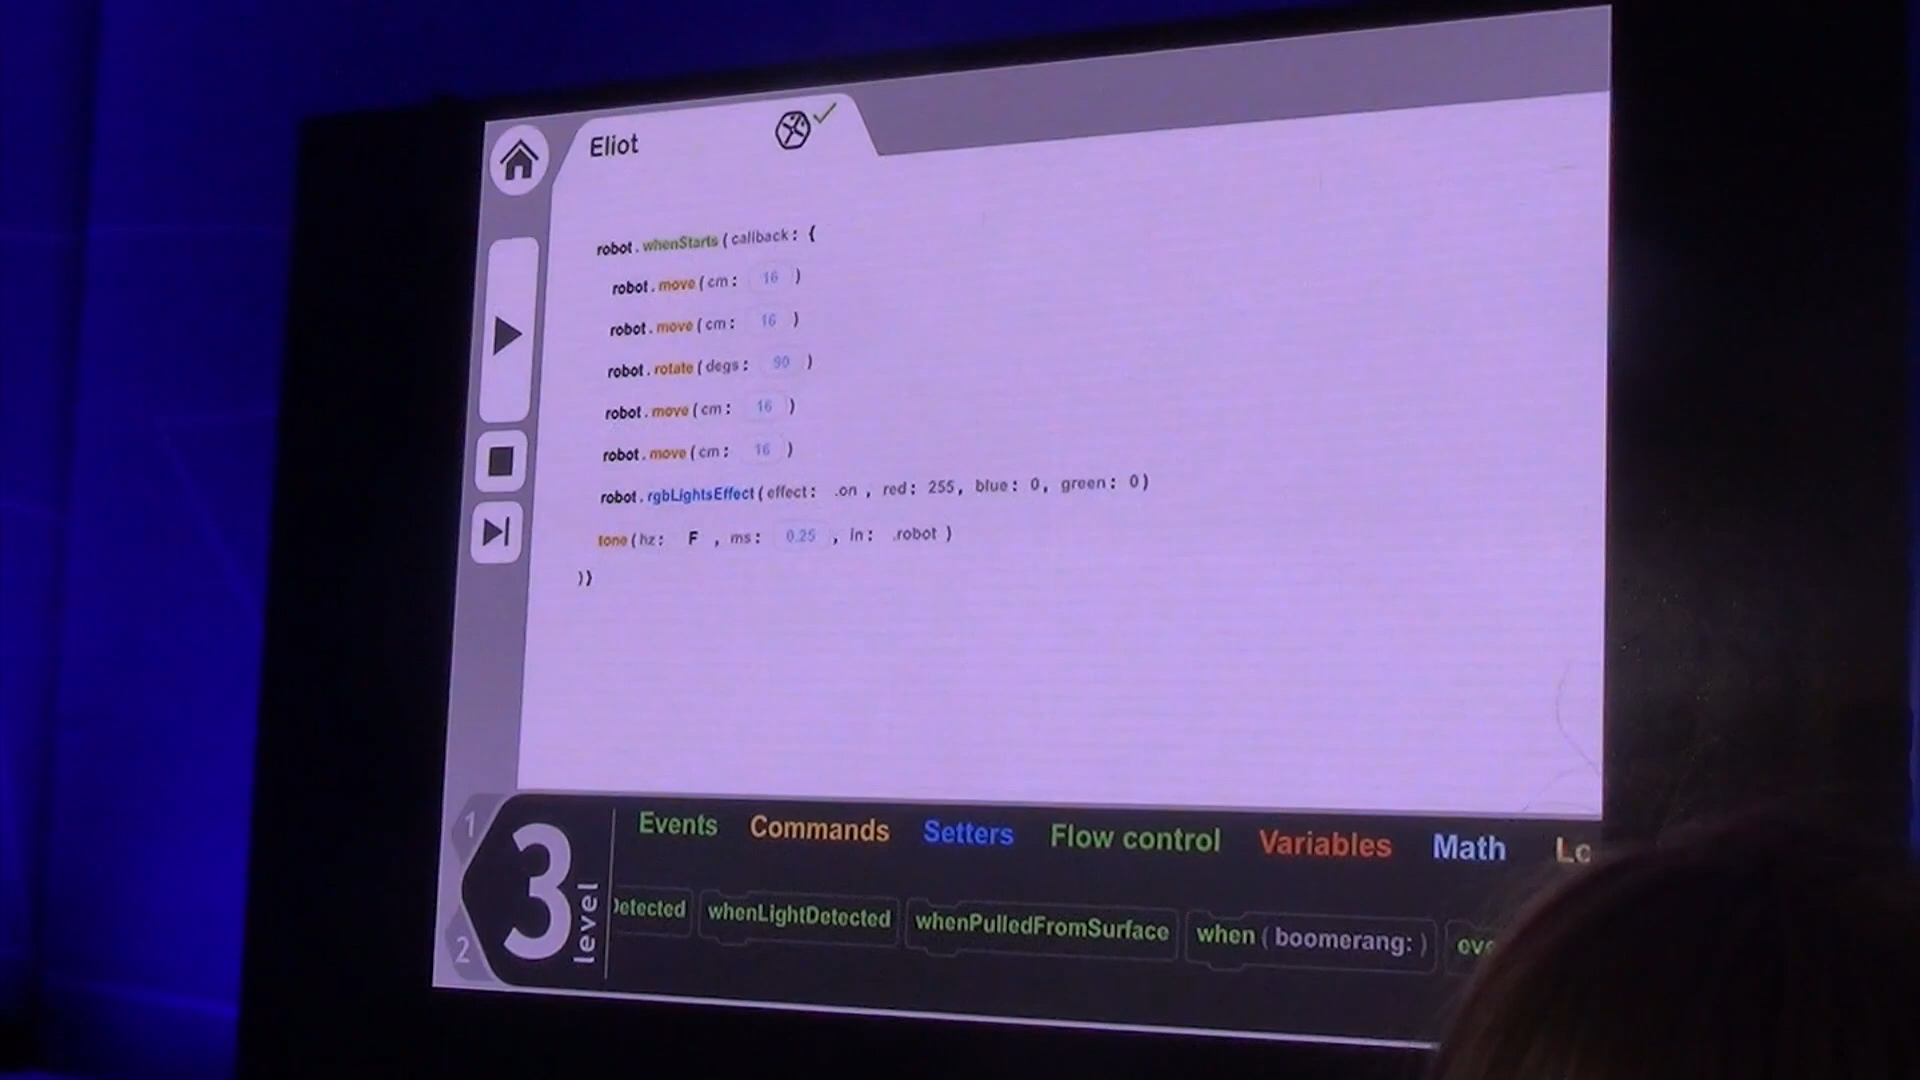 Eliot
robot.whenStarts(callback: {
robot.move(cm: 16 )
robot.move(cm: 16 )
robot.rotate(degs: 90 )
robot.move(cm: 16 )
robot.move(cm: 16 )
robot.rgbLightsEffect(effect: .on , red: 255, blue: 0, green: 0)
tone(hz: F , ms: 0.25 , in: .robot )
})
1
3 level
2
Events Commands Setters Flow control Variables Math
Detected whenLightDetected whenPulledFromSurface when ( boomerang: )